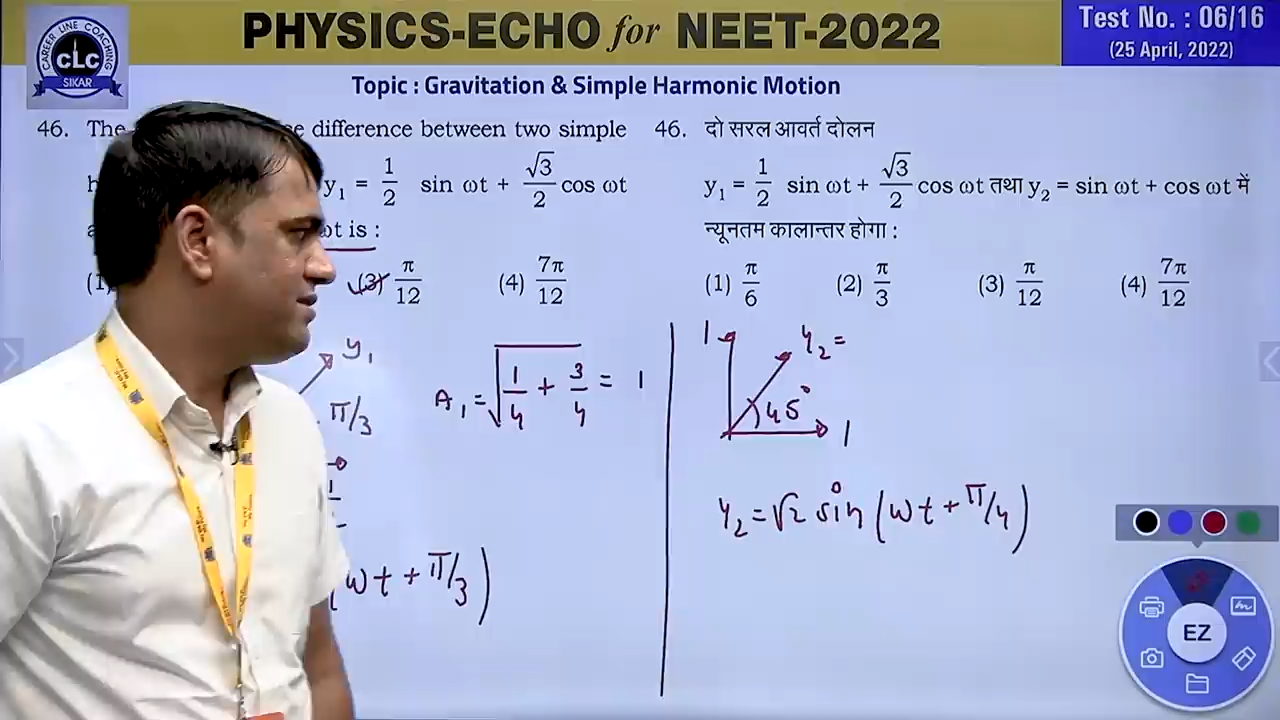 PHYSICS-ECHO for NEET-2022
Test No. : 06/16
(25 April, 2022)
CAREER LINE COACHING
CLC
SIKAR
Topic : Gravitation & Simple Harmonic Motion
46. The difference between two simple
y₁ = 1/2 sin ωt + √3/2 cos ωt
ωt is :
(3) π/12 (4) 7π/12
46. दो सरल आवर्त दोलन
y₁ = 1/2 sin ωt + √3/2 cos ωt तथा y₂ = sin ωt + cos ωt में
न्यूनतम कालान्तर होगा :
(1) π/6 (2) π/3 (3) π/12 (4) 7π/12
y₁
π/3
A₁ = √(1/4 + 3/4) = 1
(ωt + π/3)
1 y₂ =
45°
1
y₂ = √2 sin (ωt + π/4)
EZ